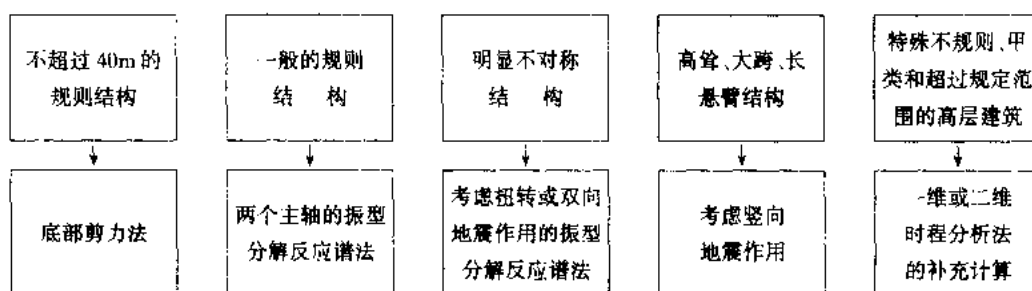 不超过 40m 的
规则结构
一般的规则
结 构
明显不对称
结 构
高耸、大跨、长
悬臂结构
特殊不规则、甲
类和超过规定范
围的高层建筑
底部剪力法
两个主轴的振型
分解反应谱法
考虑扭转或双向
地震作用的振型
分解反应谱法
考虑竖向
地震作用
一维或二维
时程分析法
的补充计算